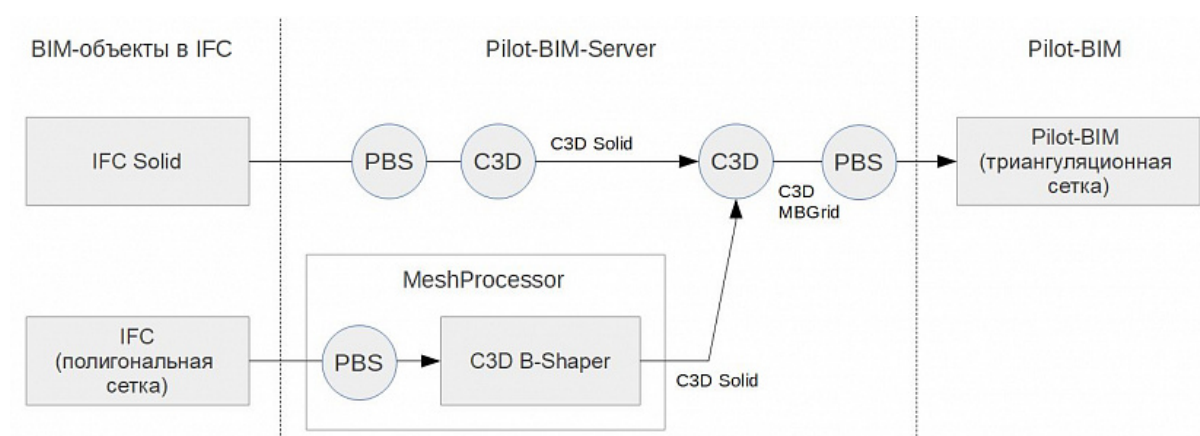 BIM-объекты в IFC
Pilot-BIM-Server
Pilot-BIM
IFC Solid
PBS
C3D
C3D Solid
C3D
C3D
MBGrid
PBS
Pilot-BIM
(триангуляционная
сетка)
MeshProcessor
IFC
(полигональная
сетка)
PBS
C3D B-Shaper
C3D Solid